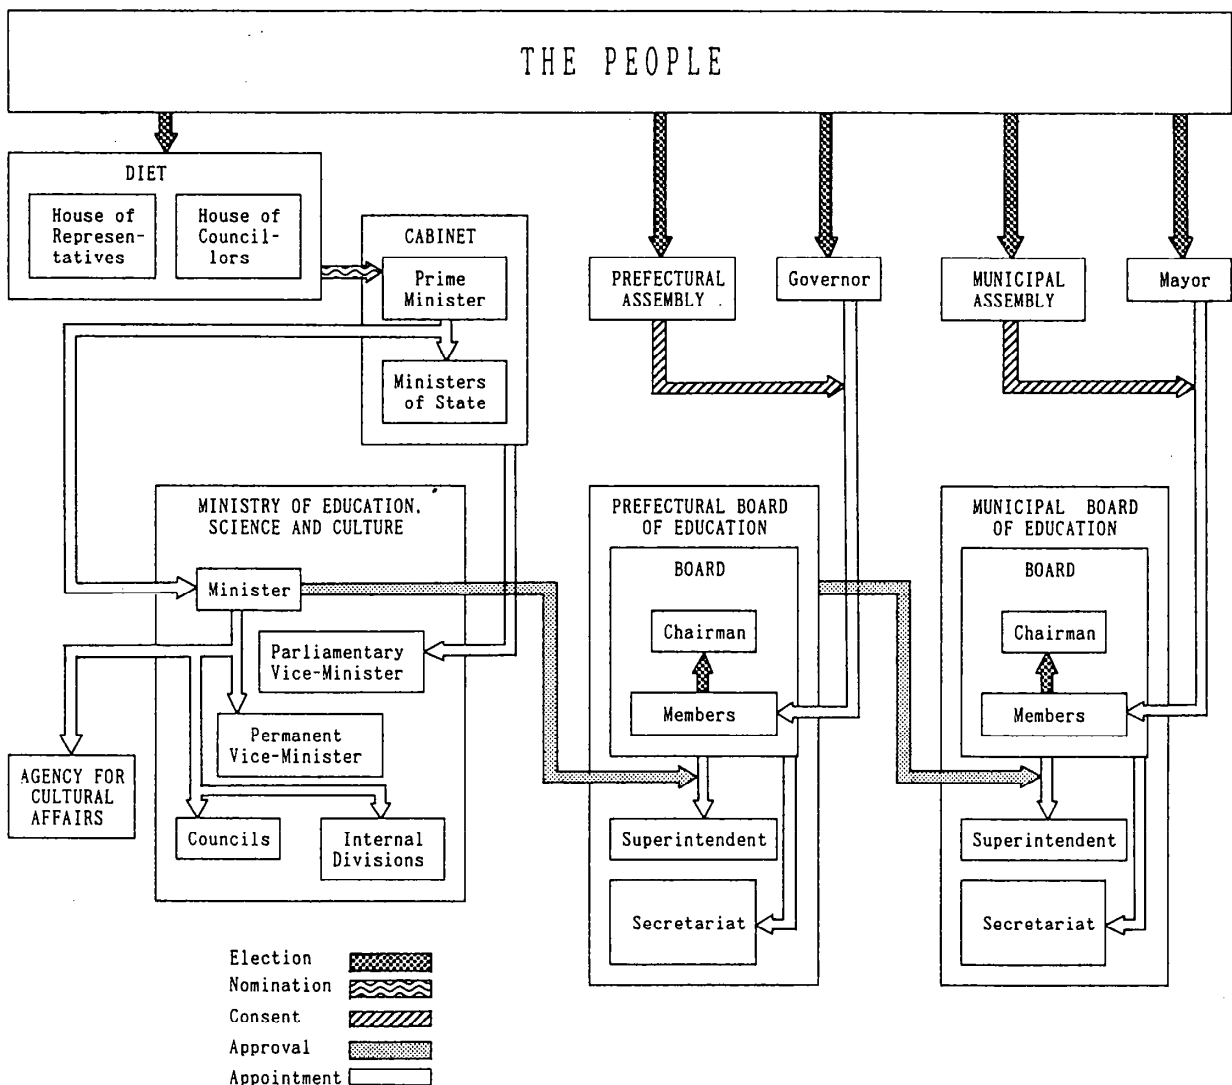 THE PEOPLE
DIET
House of
Represen-
tatives
House of
Council-
lors
CABINET
Prime
Minister
Ministers
of State
PREFECTURAL
ASSEMBLY
Governor
MUNICIPAL
ASSEMBLY
Mayor
MINISTRY OF EDUCATION,
SCIENCE AND CULTURE
Minister
Parliamentary
Vice-Minister
Permanent
Vice-Minister
AGENCY FOR
CULTURAL
AFFAIRS
Councils
Internal
Divisions
PREFECTURAL BOARD
OF EDUCATION
BOARD
Chairman
Members
Superintendent
Secretariat
MUNICIPAL BOARD
OF EDUCATION
BOARD
Chairman
Members
Superintendent
Secretariat
Election
Nomination
Consent
Approval
Appointment